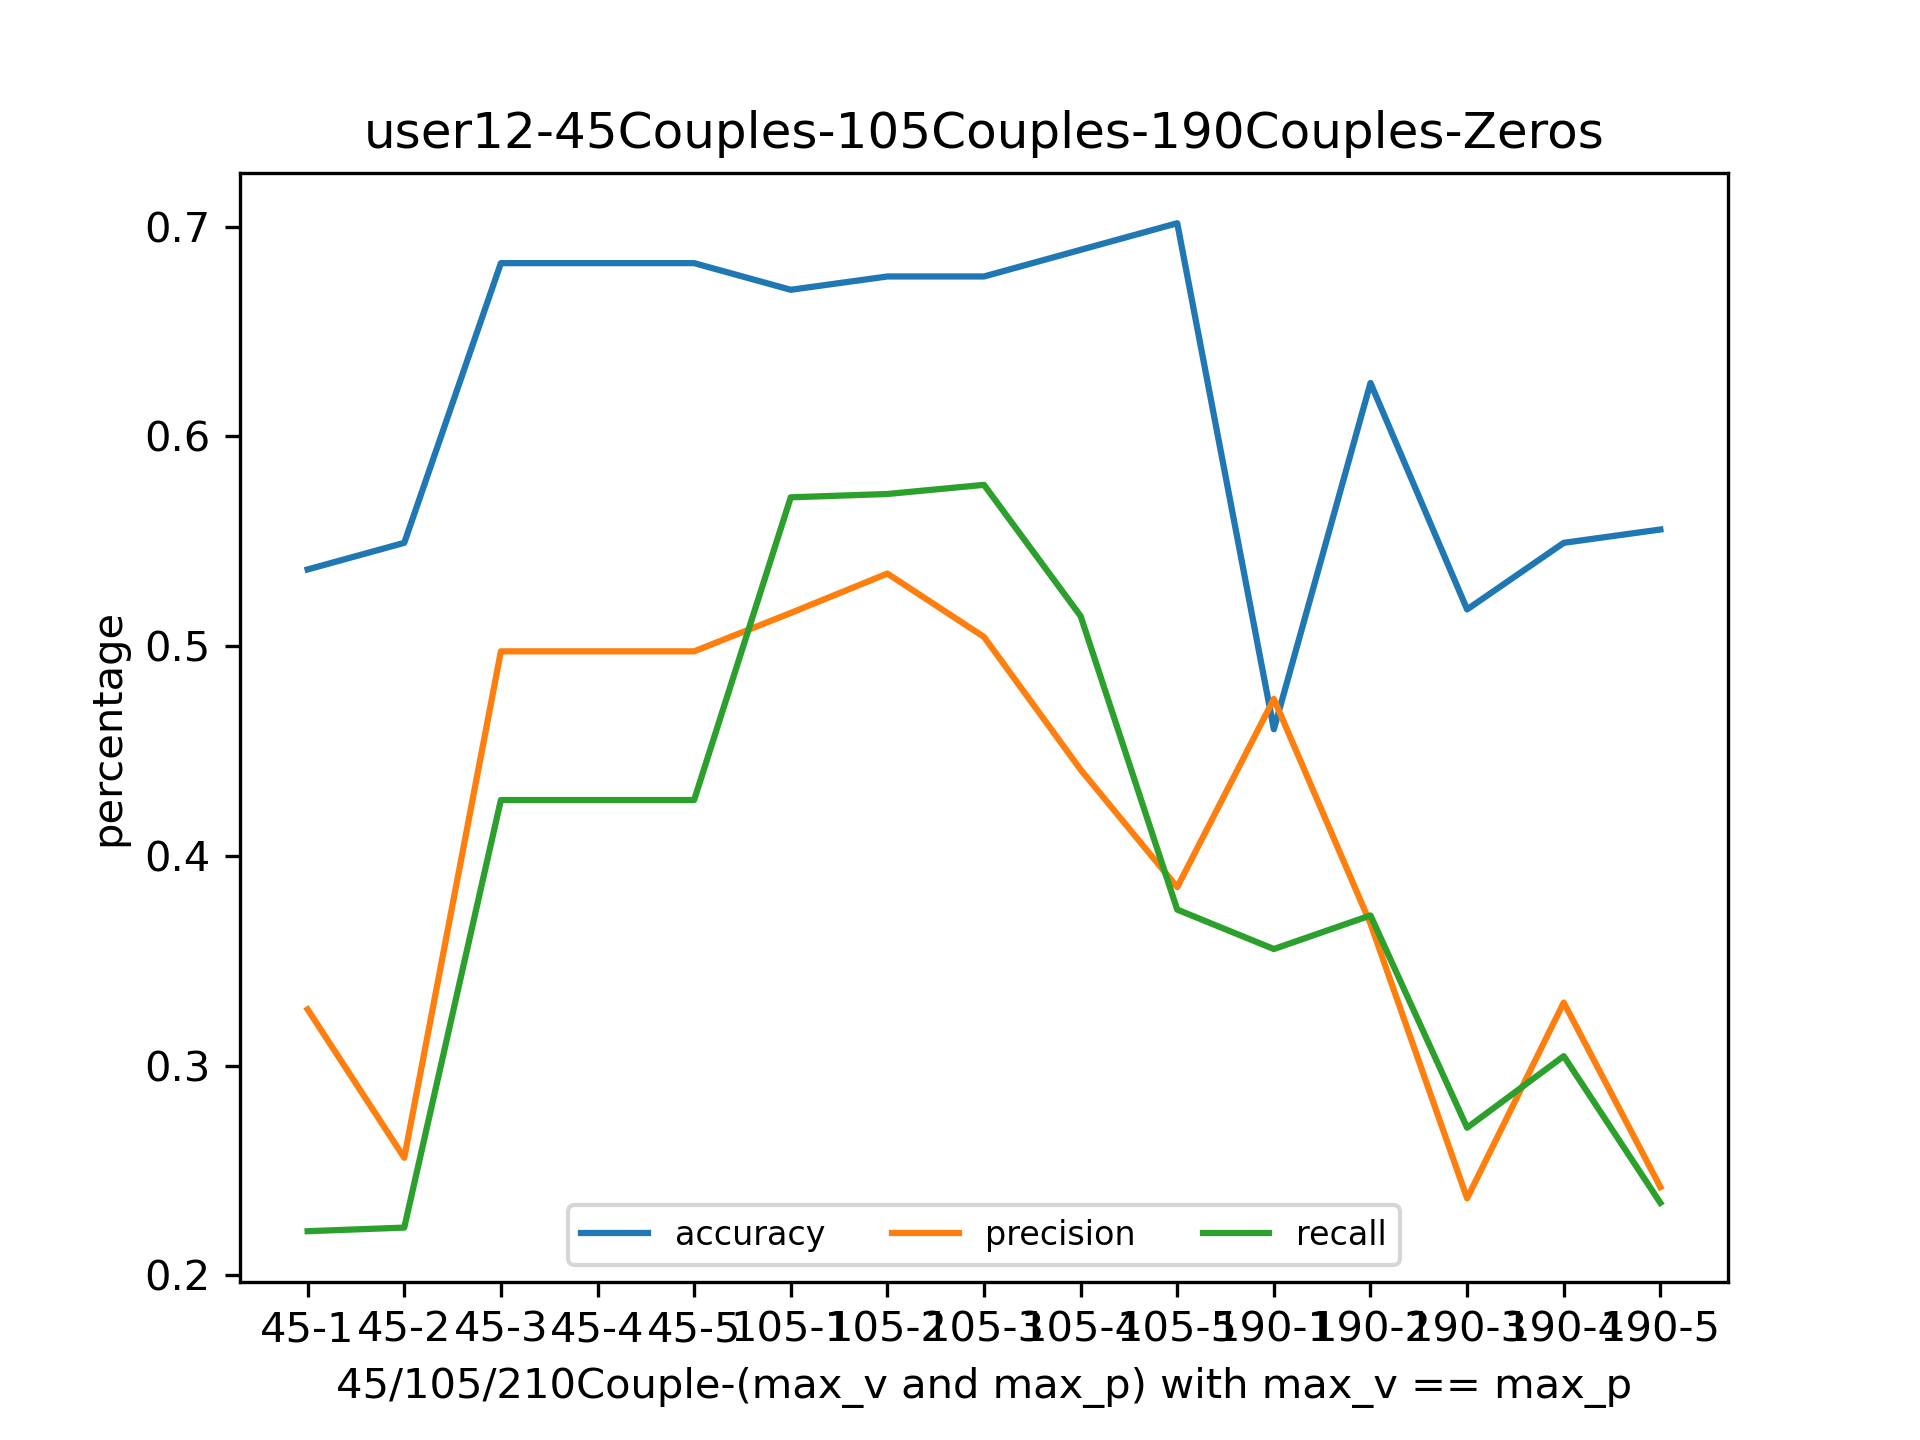 user12-45Couples-105Couples-190Couples-Zeros
0.7
0.6
0.5
0.4
0.3
0.2
percentage
accuracy precision recall
45-1 45-2 45-3 45-4 45-5 105-1 105-2 105-3 105-4 105-5 190-1 190-2 190-3 190-4 190-5
45/105/210Couple-(max_v and max_p) with max_v == max_p